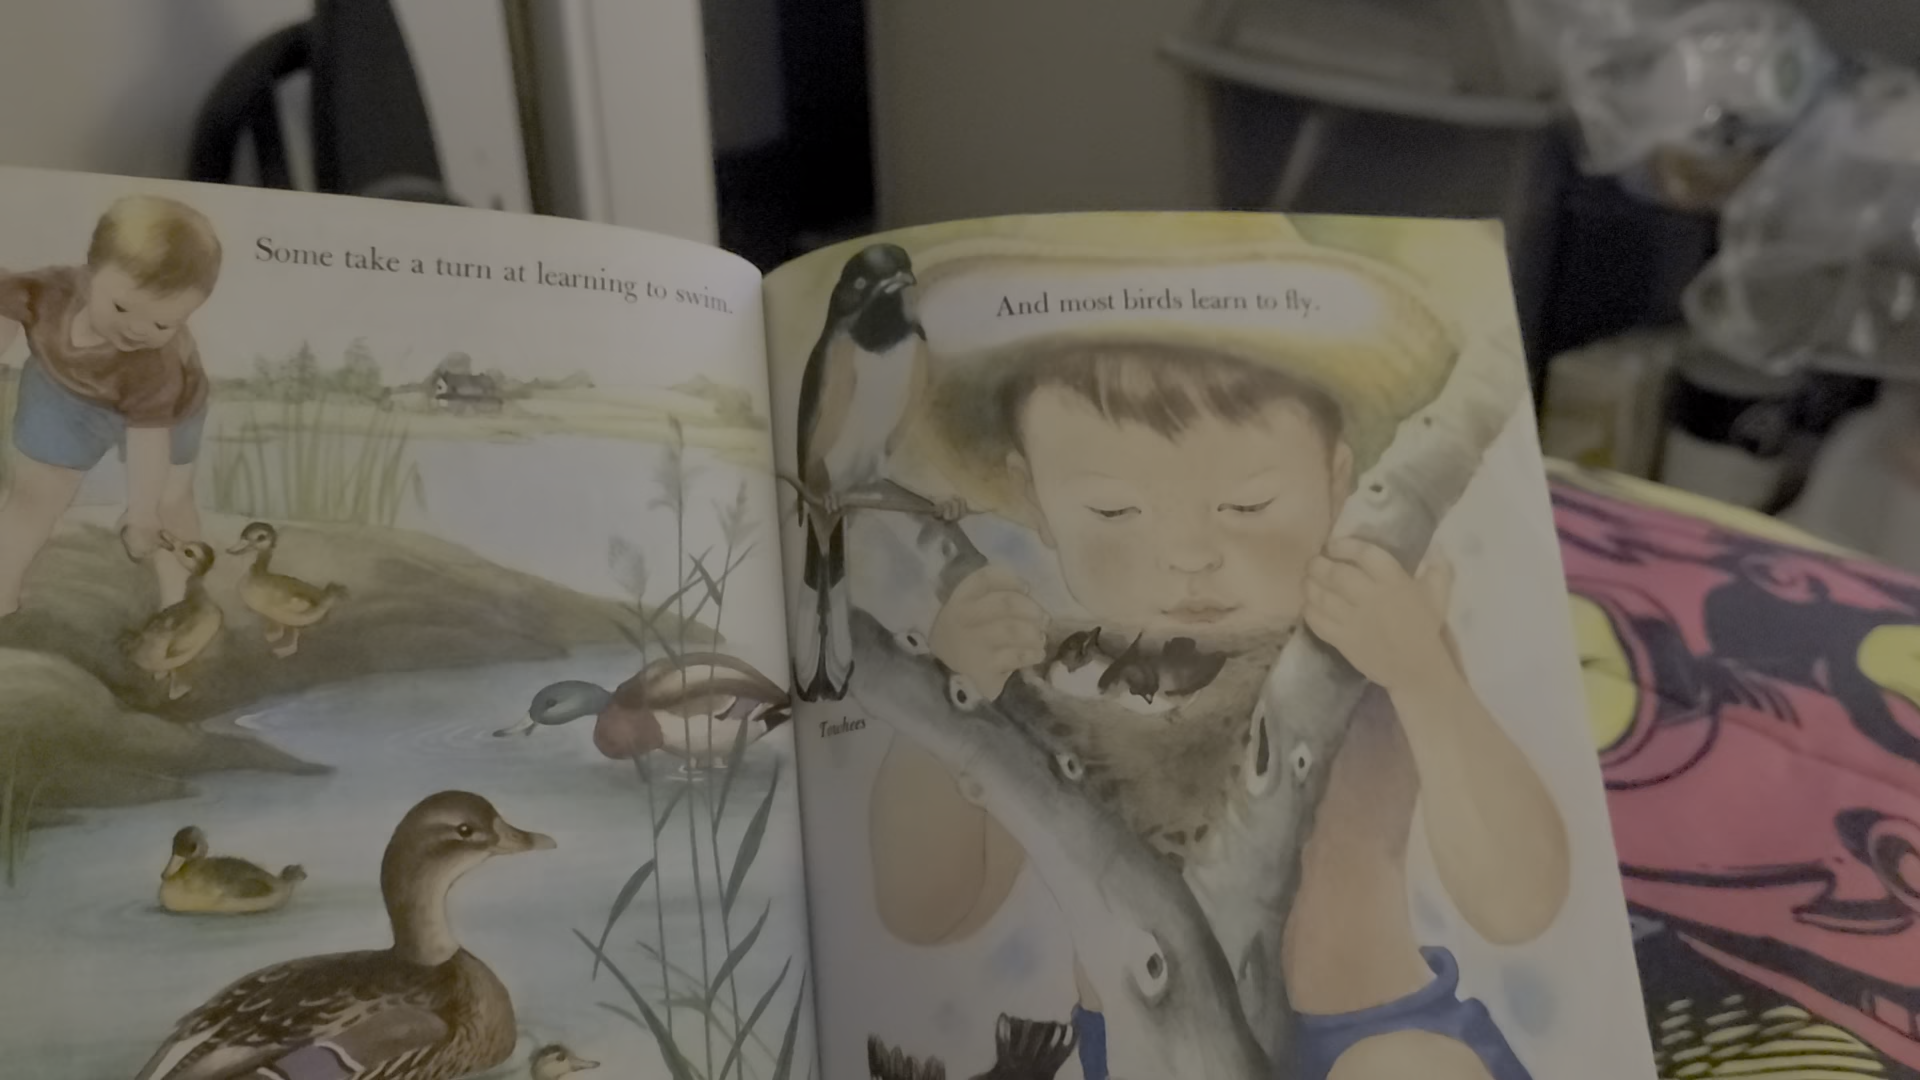 Some take a turn at learning to swim.
And most birds learn to fly.
Towhees